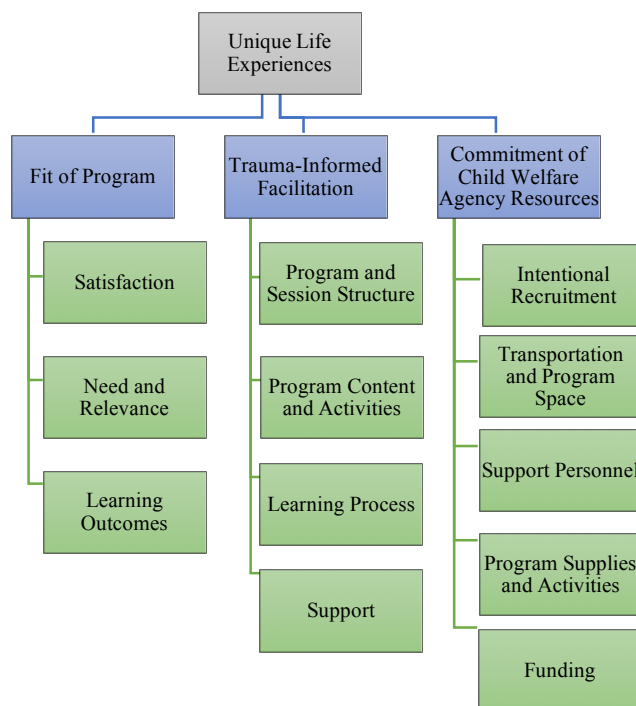 Unique Life
Experiences
Fit of Program
Trauma-Informed
Facilitation
Commitment of
Child Welfare
Agency Resources
Satisfaction
Need and
Relevance
Learning
Outcomes
Program and
Session Structure
Program Content
and Activities
Learning Process
Support
Intentional
Recruitment
Transportation
and Program
Space
Support Personnel
Program Supplies
and Activities
Funding